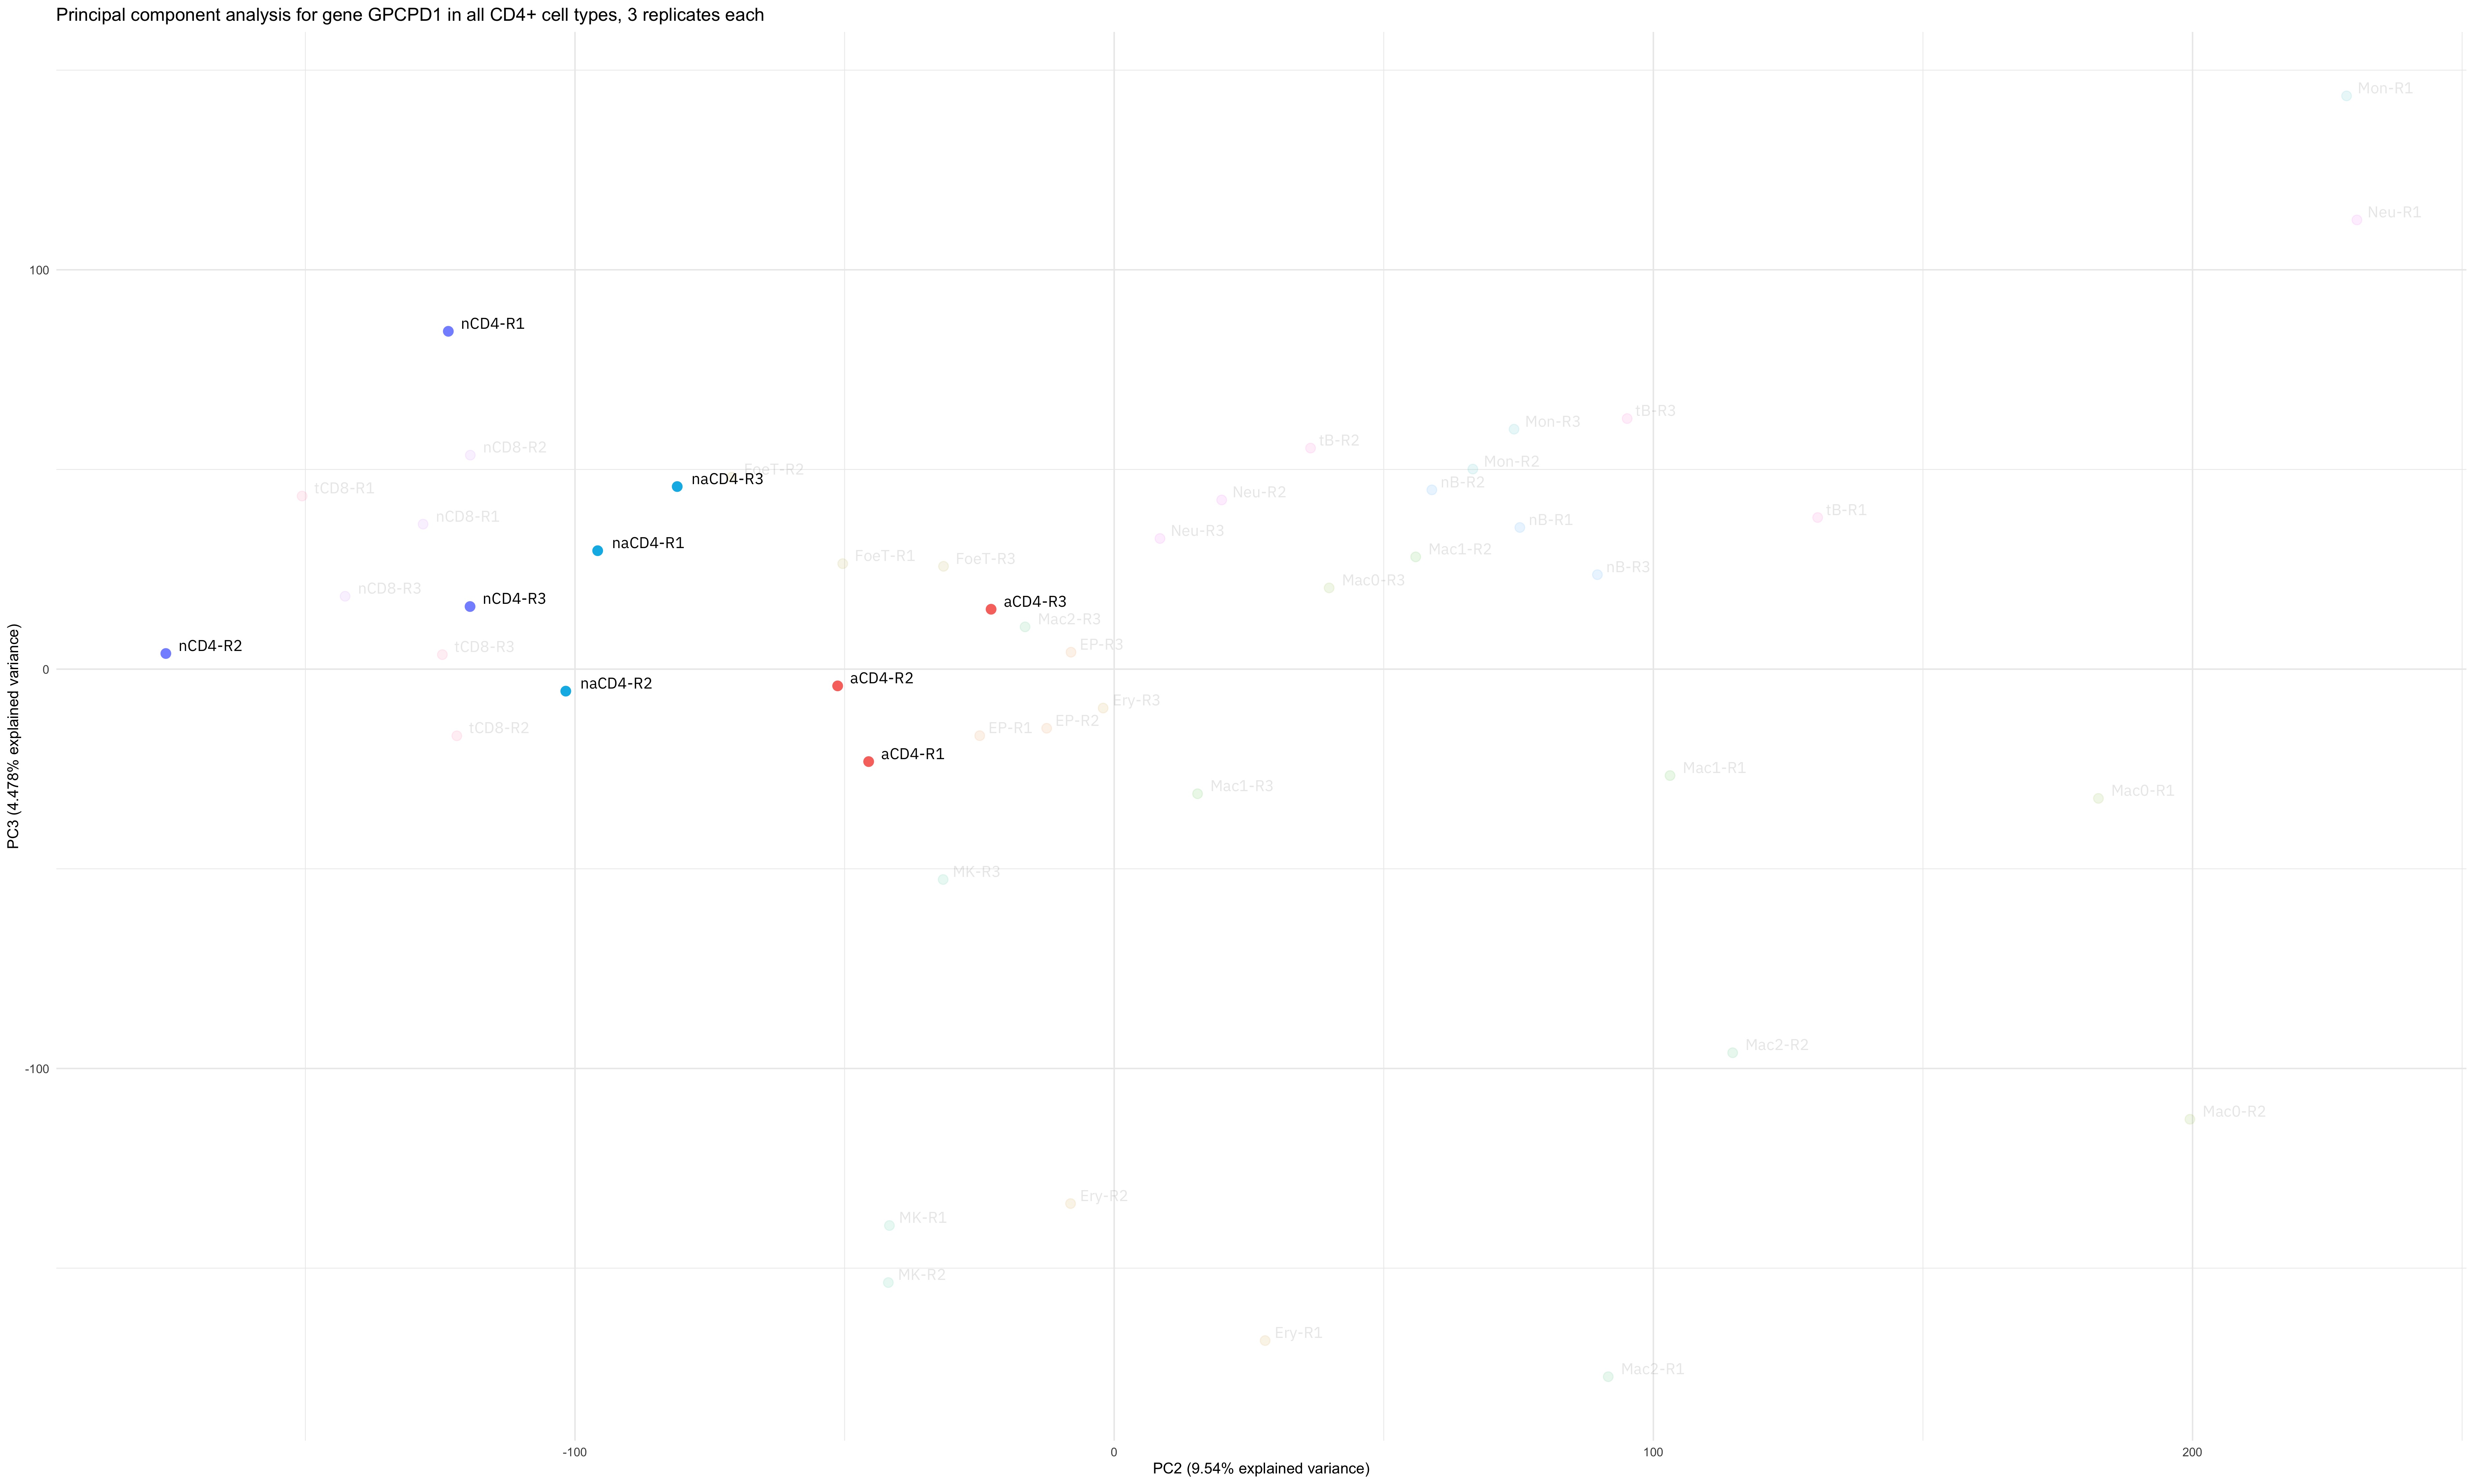 Principal component analysis for gene GPCPD1 in all CD4+ cell types, 3 replicates each
Mon-R1
Neu-R1
100
nCD4-R1
tB-R3
Mon-R3
tB-R2
nCD8-R2
Mon-R2
FoeT-R2
naCD4-R3
nB-R2
tCD8-R1
Neu-R2
tB-R1
nCD8-R1
nB-R1
Neu-R3
naCD4-R1
Mac1-R2
FoeT-R1
FoeT-R3
nB-R3
Mac0-R3
nCD8-R3
nCD4-R3
aCD4-R3
Mac2-R3
nCD4-R2
tCD8-R3
EP-R3
0
naCD4-R2
aCD4-R2
Ery-R3
tCD8-R2
EP-R1
EP-R2
aCD4-R1
Mac1-R1
Mac1-R3
Mac0-R1
PC3 (4.478% explained variance)
MK-R3
Mac2-R2
-100
Mac0-R2
Ery-R2
MK-R1
MK-R2
Ery-R1
Mac2-R1
-100
0
100
200
PC2 (9.54% explained variance)